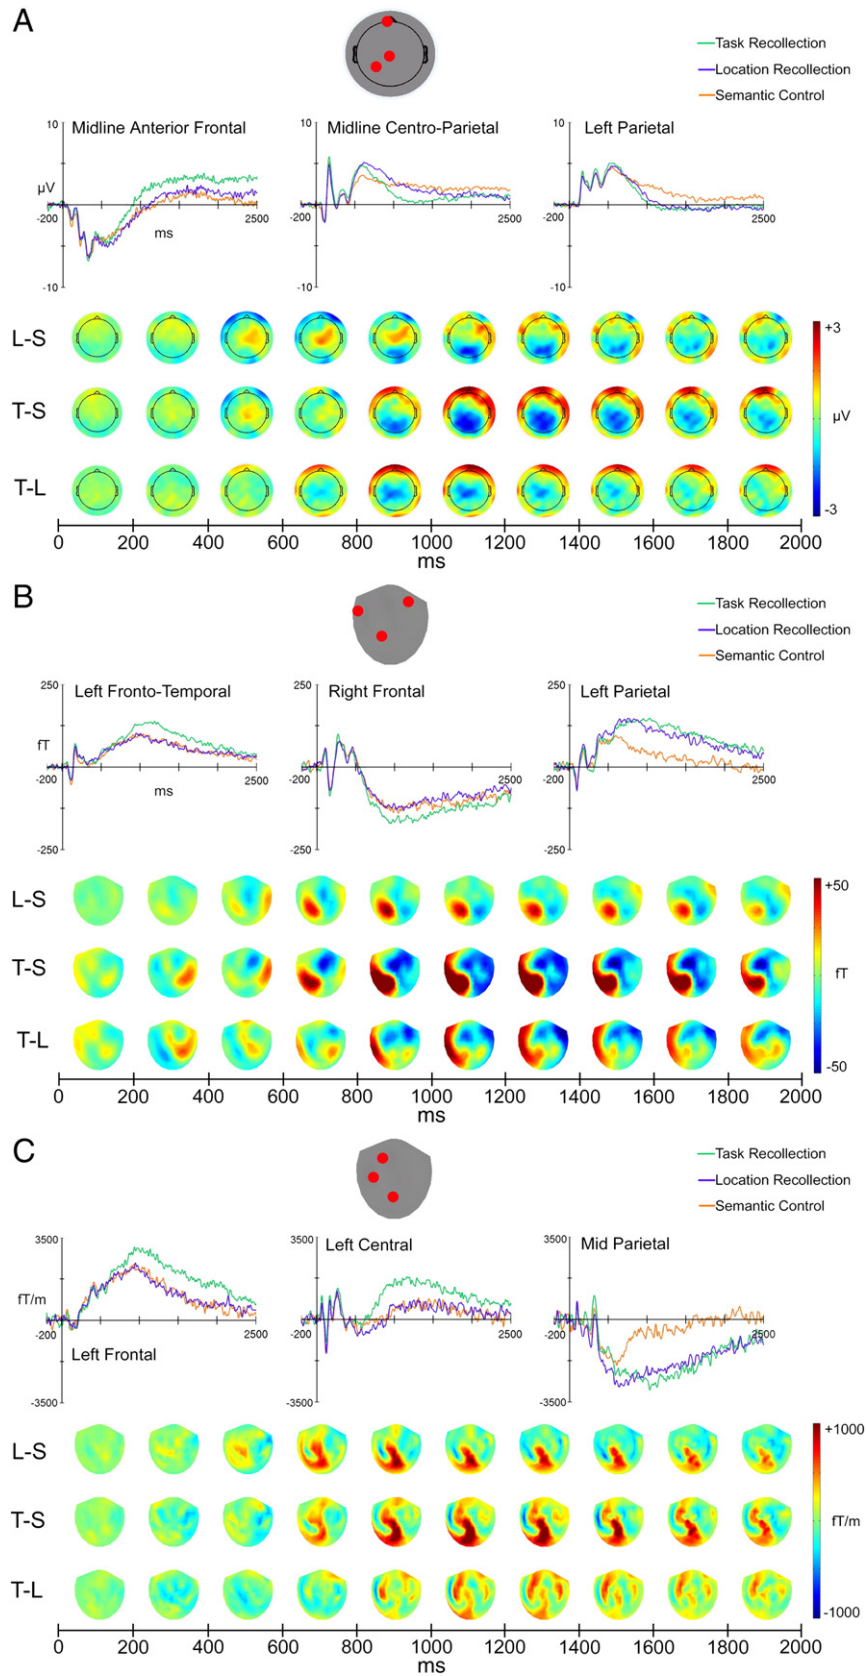 A
Task Recollection
Location Recollection
Semantic Control
10
Midline Anterior Frontal
µV
-200
2500
ms
-10
10
Midline Centro-Parietal
-200
2500
-10
10
Left Parietal
-200
2500
-10
L-S
T-S
T-L
+3
µV
-3
0 200 400 600 800 1000 1200 1400 1600 1800 2000
ms
B
Task Recollection
Location Recollection
Semantic Control
250
Left Fronto-Temporal
fT
-200
2500
ms
-250
250
Right Frontal
-200
2500
-250
250
Left Parietal
-200
2500
-250
L-S
T-S
T-L
+50
fT
-50
0 200 400 600 800 1000 1200 1400 1600 1800 2000
ms
C
Task Recollection
Location Recollection
Semantic Control
3500
fT/m
-200
2500
Left Frontal
-3500
3500
Left Central
-200
2500
-3500
3500
Mid Parietal
-200
2500
-3500
L-S
T-S
T-L
+1000
fT/m
-1000
0 200 400 600 800 1000 1200 1400 1600 1800 2000
ms